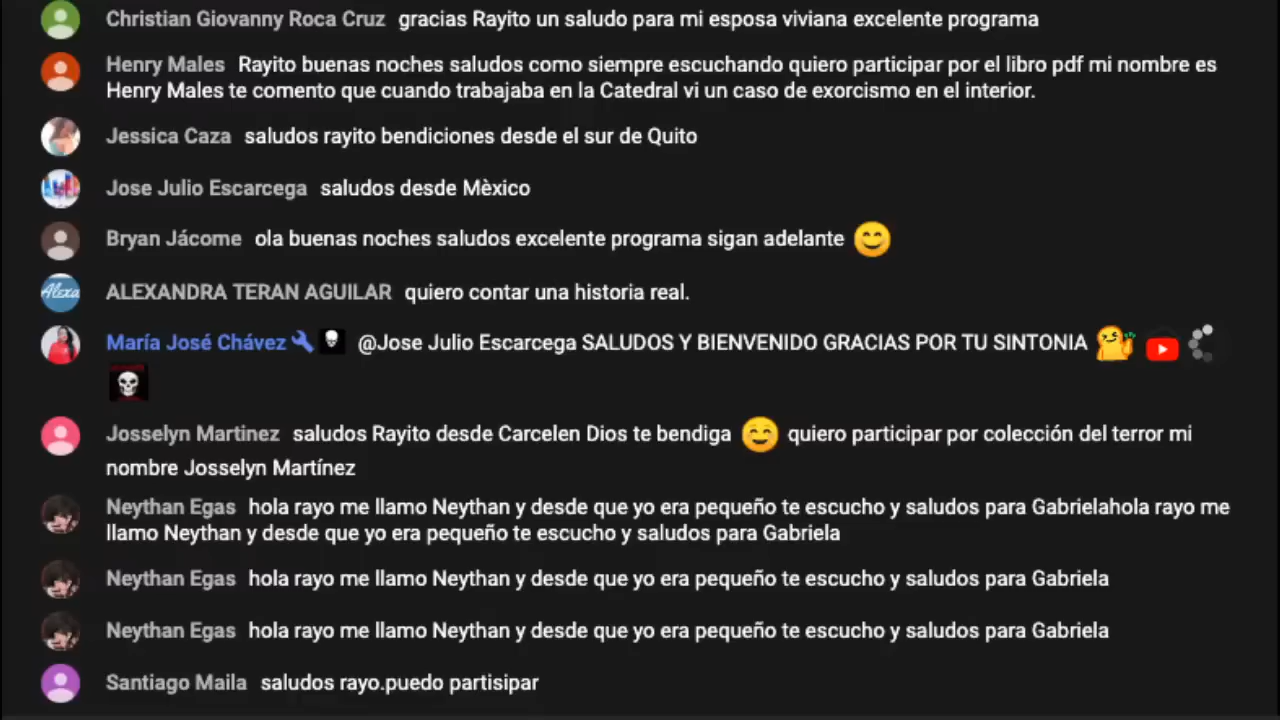 Christian Giovanny Roca Cruz gracias Rayito un saludo para mi esposa viviana excelente programa
Henry Males Rayito buenas noches saludos como siempre escuchando quiero participar por el libro pdf mi nombre es
Henry Males te comento que cuando trabajaba en la Catedral vi un caso de exorcismo en el interior.
Jessica Caza saludos rayito bendiciones desde el sur de Quito
Jose Julio Escarcega saludos desde Mèxico
Bryan Jácome ola buenas noches saludos excelente programa sigan adelante 😊
Alexa
ALEXANDRA TERAN AGUILAR quiero contar una historia real.
María José Chávez @Jose Julio Escarcega SALUDOS Y BIENVENIDO GRACIAS POR TU SINTONIA
Josselyn Martinez saludos Rayito desde Carcelen Dios te bendiga ☺️ quiero participar por colección del terror mi
nombre Josselyn Martínez
Neythan Egas hola rayo me llamo Neythan y desde que yo era pequeño te escucho y saludos para Gabrielahola rayo me
llamo Neythan y desde que yo era pequeño te escucho y saludos para Gabriela
Neythan Egas hola rayo me llamo Neythan y desde que yo era pequeño te escucho y saludos para Gabriela
Neythan Egas hola rayo me llamo Neythan y desde que yo era pequeño te escucho y saludos para Gabriela
Santiago Maila saludos rayo.puedo partisipar